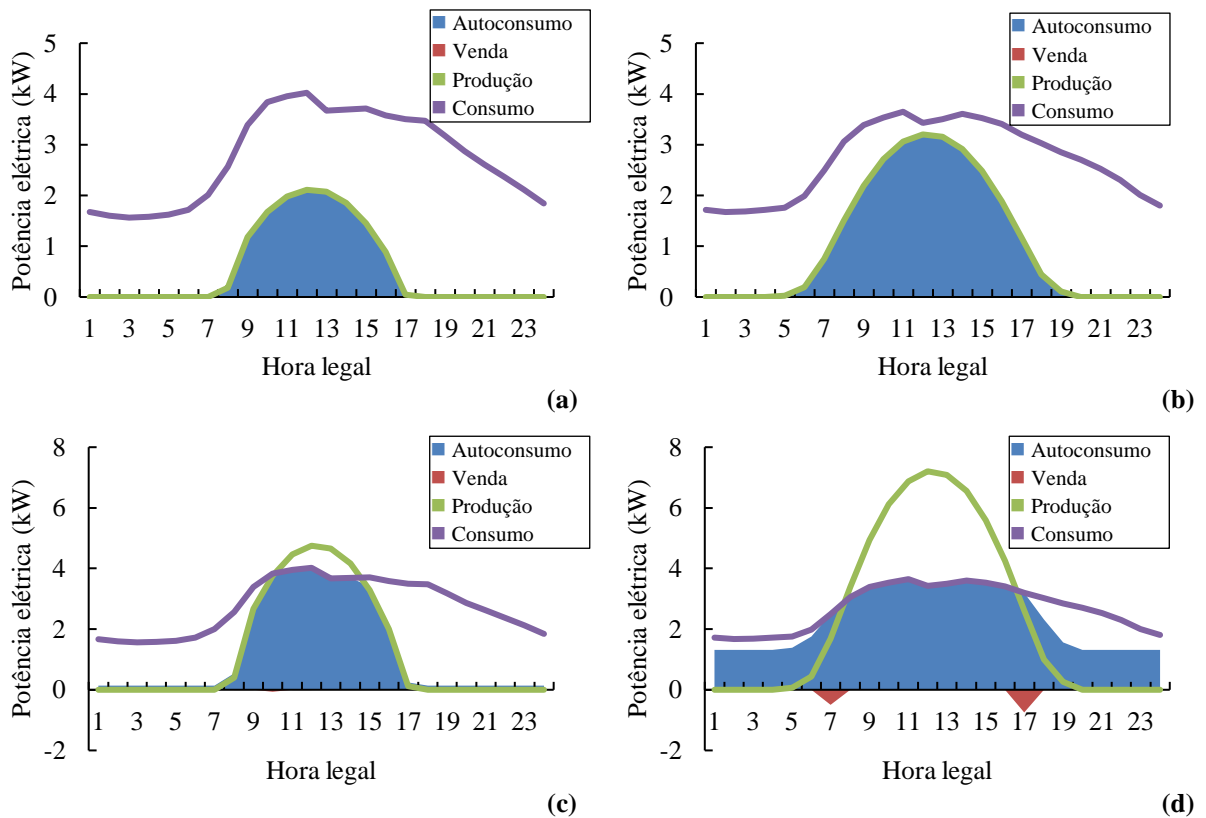 Autoconsumo
Venda
Produção
Consumo
Potência elétrica (kW)
5
4
3
2
1
0
1 3 5 7 9 11 13 15 17 19 21 23
Hora legal
(a)
Autoconsumo
Venda
Produção
Consumo
Potência elétrica (kW)
5
4
3
2
1
0
1 3 5 7 9 11 13 15 17 19 21 23
Hora legal
(b)
Autoconsumo
Venda
Produção
Consumo
Potência elétrica (kW)
8
6
4
2
0
-2
1 3 5 7 9 11 13 15 17 19 21 23
Hora legal
(c)
Autoconsumo
Venda
Produção
Consumo
Potência elétrica (kW)
8
6
4
2
0
-2
1 3 5 7 9 11 13 15 17 19 21 23
Hora legal
(d)